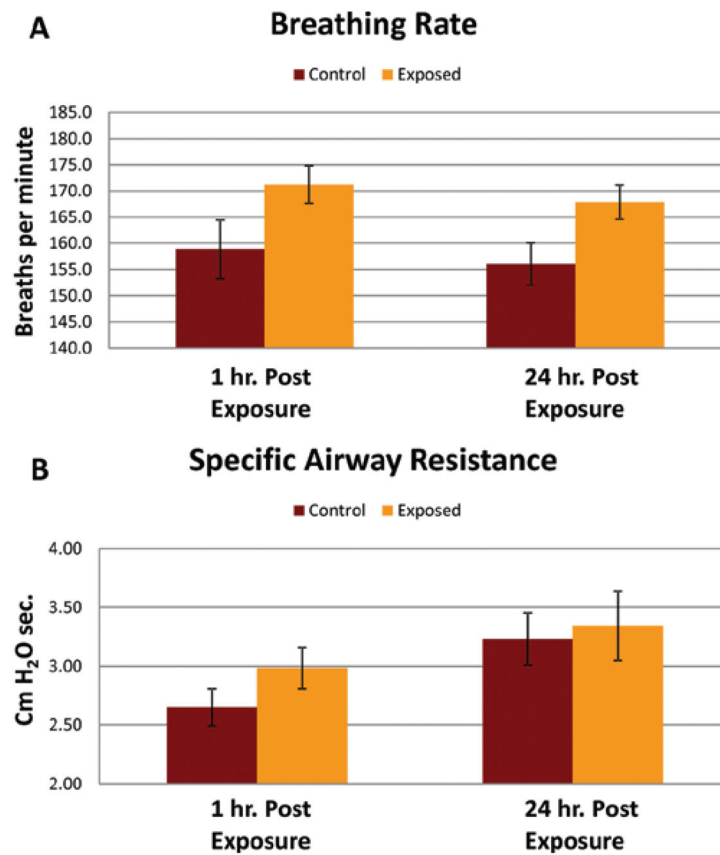 A
Breathing Rate
Control Exposed
Breaths per minute
185.0
180.0
175.0
170.0
165.0
160.0
155.0
150.0
145.0
140.0
1 hr. Post
Exposure
24 hr. Post
Exposure
B
Specific Airway Resistance
Control Exposed
Cm H₂O sec.
4.00
3.50
3.00
2.50
2.00
1 hr. Post
Exposure
24 hr. Post
Exposure